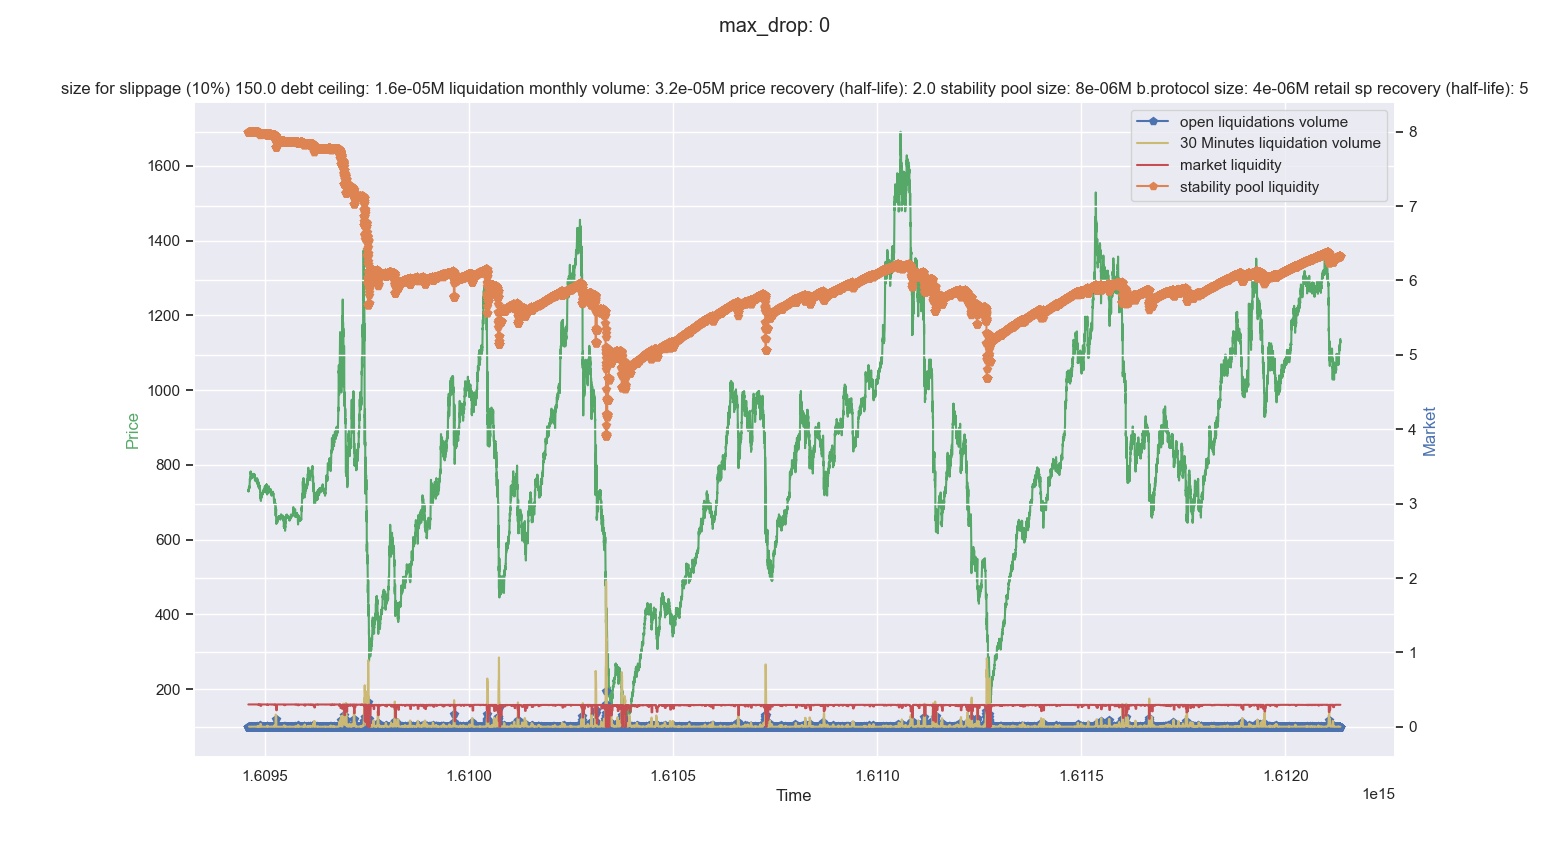 max_drop: 0
size for slippage (10%) 150.0 debt ceiling: 1.6e-05M liquidation monthly volume: 3.2e-05M price recovery (half-life): 2.0 stability pool size: 8e-06M b.protocol size: 4e-06M retail sp recovery (half-life): 5
open liquidations volume
30 Minutes liquidation volume
market liquidity
stability pool liquidity
1600
1400
1200
1000
800
600
400
200
Price
8
7
6
5
4
3
2
1
0
Market
1.6095
1.6100
1.6105
1.6110
1.6115
1.6120
Time
1e15